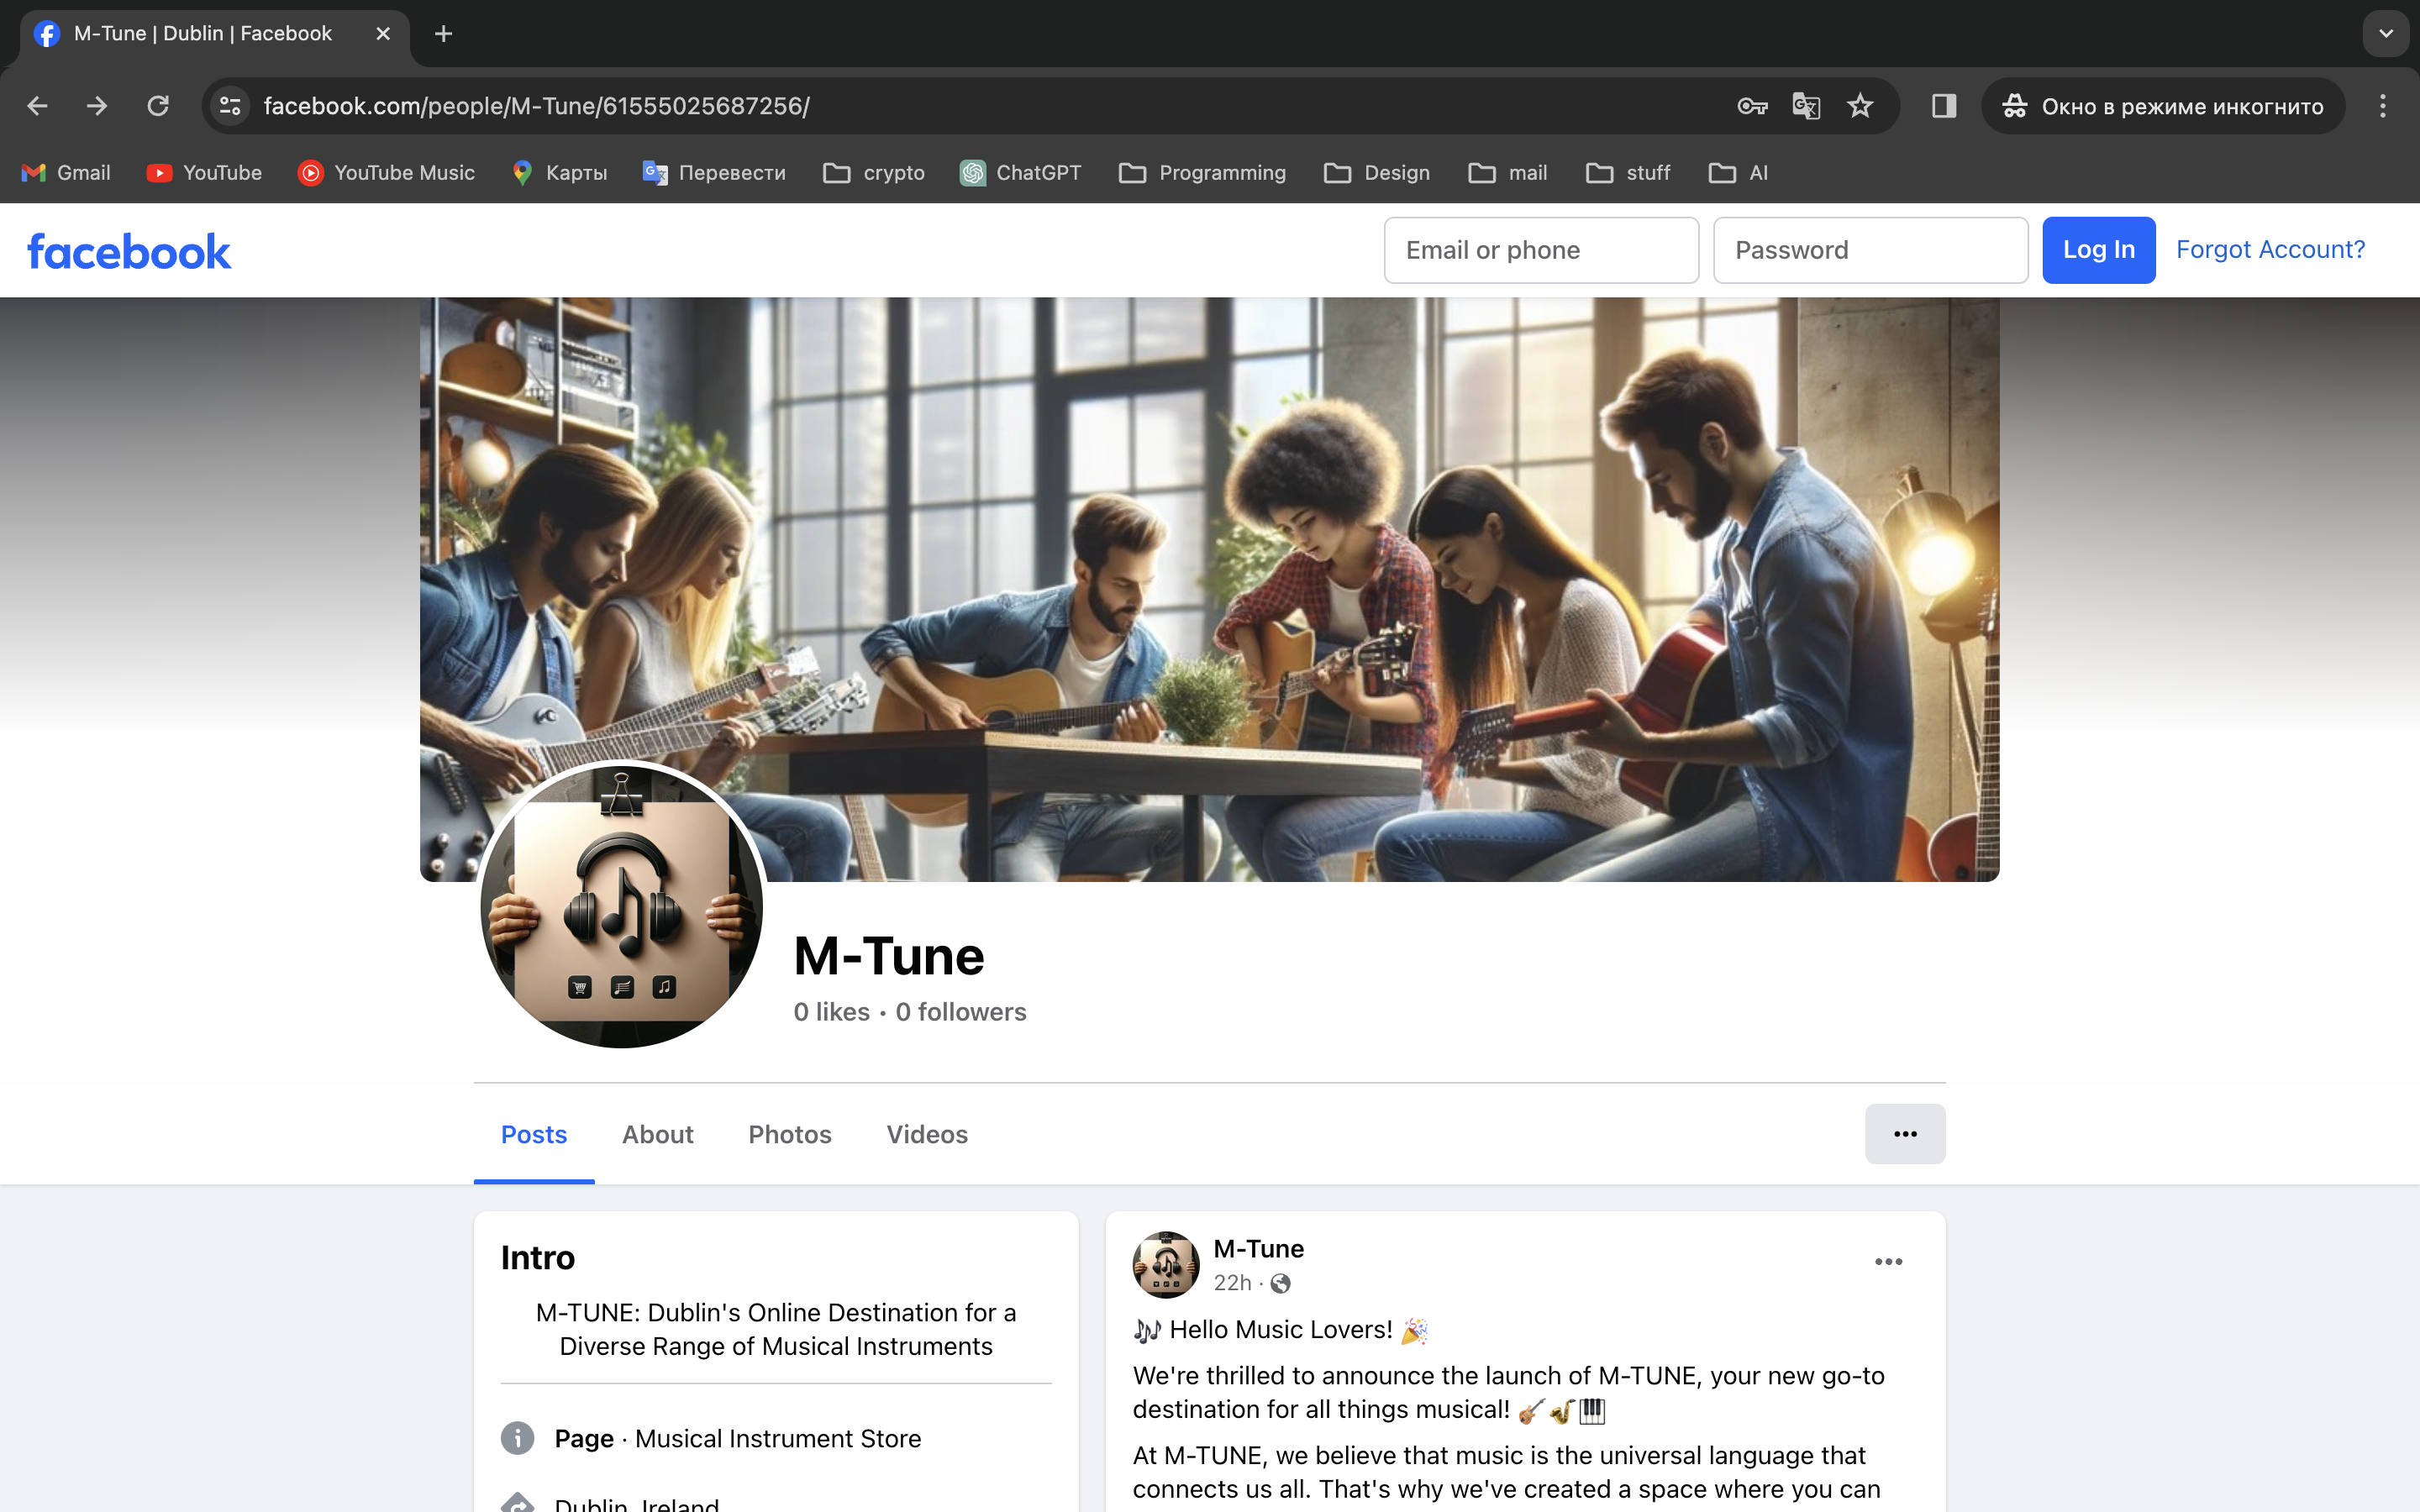 M-Tune | Dublin | Facebook
facebook.com/people/M-Tune/61555025687256/
Окно в режиме инкогнито
Gmail
YouTube
YouTube Music
Карты
Перевести
crypto
ChatGPT
Programming
Design
mail
stuff
AI
facebook
Email or phone
Password
Log In
Forgot Account?
M-Tune
0 likes • 0 followers
Posts
About
Photos
Videos
Intro
M-TUNE: Dublin's Online Destination for a
Diverse Range of Musical Instruments
Page · Musical Instrument Store
Dublin, Ireland
M-Tune
22h ·
🎶 Hello Music Lovers! 🎉
We're thrilled to announce the launch of M-TUNE, your new go-to
destination for all things musical! 🎸🎷🎹
At M-TUNE, we believe that music is the universal language that
connects us all. That's why we've created a space where you can